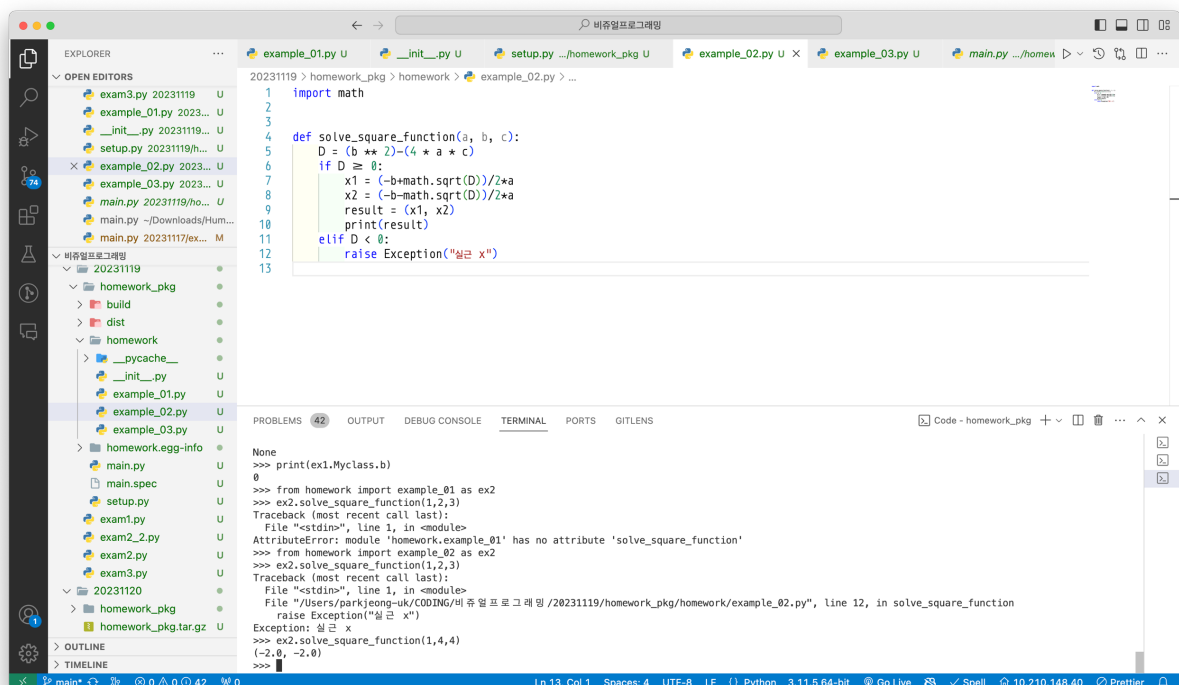 비쥬얼프로그래밍
EXPLORER
example_01.py U
__init__.py U
setup.py .../homework_pkg U
example_02.py U
example_03.py U
main.py .../homew
OPEN EDITORS
20231119 > homework_pkg > homework > example_02.py > ...
exam3.py 20231119 U
example_01.py 2023... U
__init__.py 20231119... U
setup.py 20231119/h... U
example_02.py 2023... U
example_03.py 2023... U
main.py 20231119/ho... U
main.py ~/Downloads/Hum...
main.py 20231117/ex... M
비쥬얼프로그래밍
20231119
homework_pkg
build
dist
homework
__pycache__
__init__.py U
example_01.py U
example_02.py U
example_03.py U
homework.egg-info
main.py U
main.spec U
setup.py U
exam1.py U
exam2_2.py U
exam2.py U
exam3.py U
20231120
homework_pkg
homework_pkg.tar.gz U
OUTLINE
TIMELINE
74
1
1 import math
2
3
4 def solve_square_function(a, b, c):
5 D = (b ** 2)-(4 * a * c)
6 if D ≥ 0:
7 x1 = (-b+math.sqrt(D))/2*a
8 x2 = (-b-math.sqrt(D))/2*a
9 result = (x1, x2)
10 print(result)
11 elif D < 0:
12 raise Exception("실근 x")
13
PROBLEMS 42 OUTPUT DEBUG CONSOLE TERMINAL PORTS GITLENS
Code - homework_pkg
None
>>> print(ex1.Myclass.b)
0
>>> from homework import example_01 as ex2
>>> ex2.solve_square_function(1,2,3)
Traceback (most recent call last):
File "<stdin>", line 1, in <module>
AttributeError: module 'homework.example_01' has no attribute 'solve_square_function'
>>> from homework import example_02 as ex2
>>> ex2.solve_square_function(1,2,3)
Traceback (most recent call last):
File "<stdin>", line 1, in <module>
File "/Users/parkjeong-uk/CODING/비쥬얼프로그래밍/20231119/homework_pkg/homework/example_02.py", line 12, in solve_square_function
raise Exception("실근 x")
Exception: 실근 x
>>> ex2.solve_square_function(1,4,4)
(-2.0, -2.0)
>>>
main* 0 0 42 0 Ln 13, Col 1 Spaces: 4 UTF-8 LF {} Python 3.11.5 64-bit Go Live Spell 10.210.148.40 Prettier